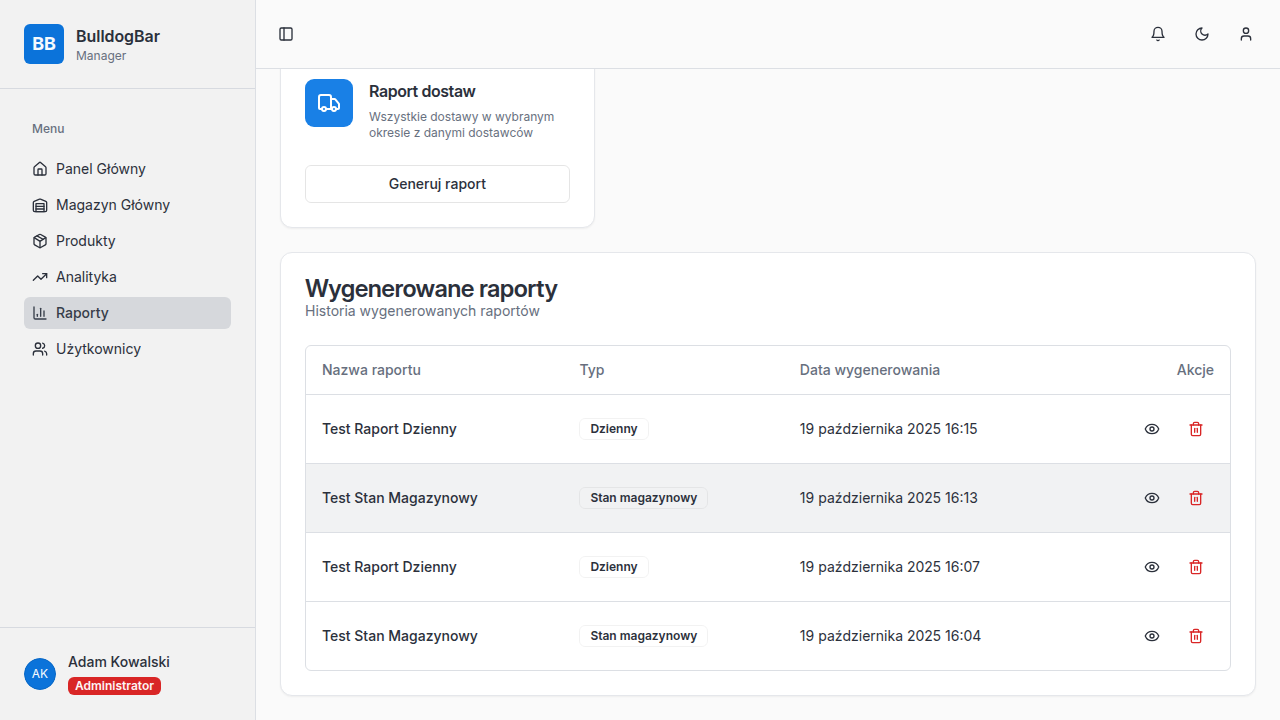 BB
BulldogBar
Manager
Menu
Panel Główny
Magazyn Główny
Produkty
Analityka
Raporty
Użytkownicy
AK
Adam Kowalski
Administrator
Raport dostaw
Wszystkie dostawy w wybranym
okresie z danymi dostawców
Generuj raport
Wygenerowane raporty
Historia wygenerowanych raportów
Nazwa raportu Typ Data wygenerowania Akcje
Test Raport Dzienny Dzienny 19 października 2025 16:15
Test Stan Magazynowy Stan magazynowy 19 października 2025 16:13
Test Raport Dzienny Dzienny 19 października 2025 16:07
Test Stan Magazynowy Stan magazynowy 19 października 2025 16:04